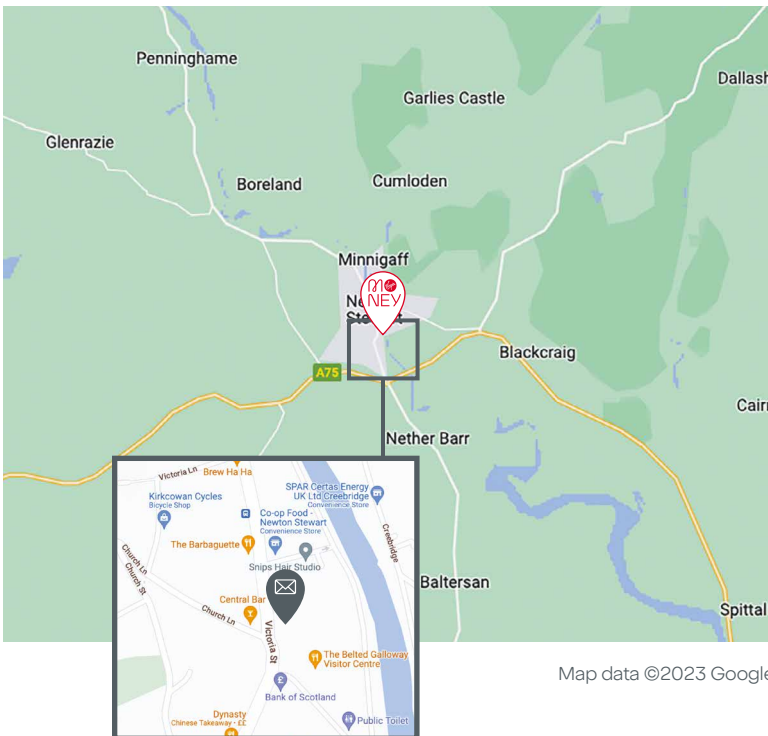 Penninghame
Dallash
Garlies Castle
Glenrazie
Boreland
Cumloden
Minnigaff
MONEY
Blackcraig
A75
Cairn
Nether Barr
Baltersan
Spittal
Victoria Ln
Brew Ha Ha
Kirkcowan Cycles
Bicycle Shop
SPAR Certas Energy
UK Ltd Creebridge
Convenience Store
Co-op Food -
Newton Stewart
Convenience Store
The Barbaguette
Snips Hair Studio
Creebridge
Church Ln
Church St
Central Bar
Church Ln
Victoria St
The Belted Galloway
Visitor Centre
Bank of Scotland
Dynasty
Chinese Takeaway · ££
Public Toilet
Map data ©2023 Google